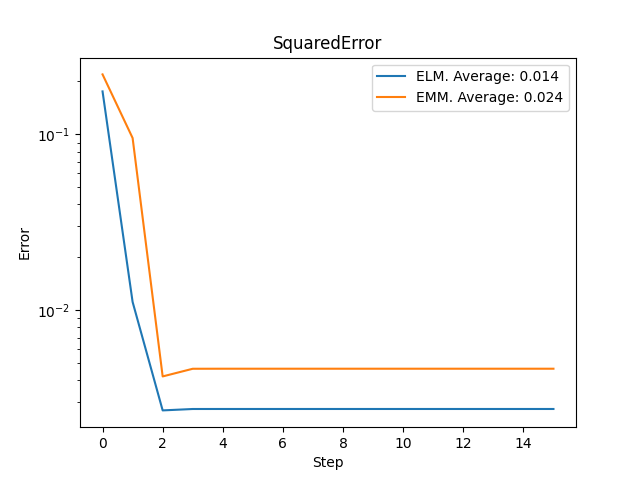 SquaredError
ELM. Average: 0.014
EMM. Average: 0.024
10⁻¹
10⁻²
Error
0 2 4 6 8 10 12 14
Step